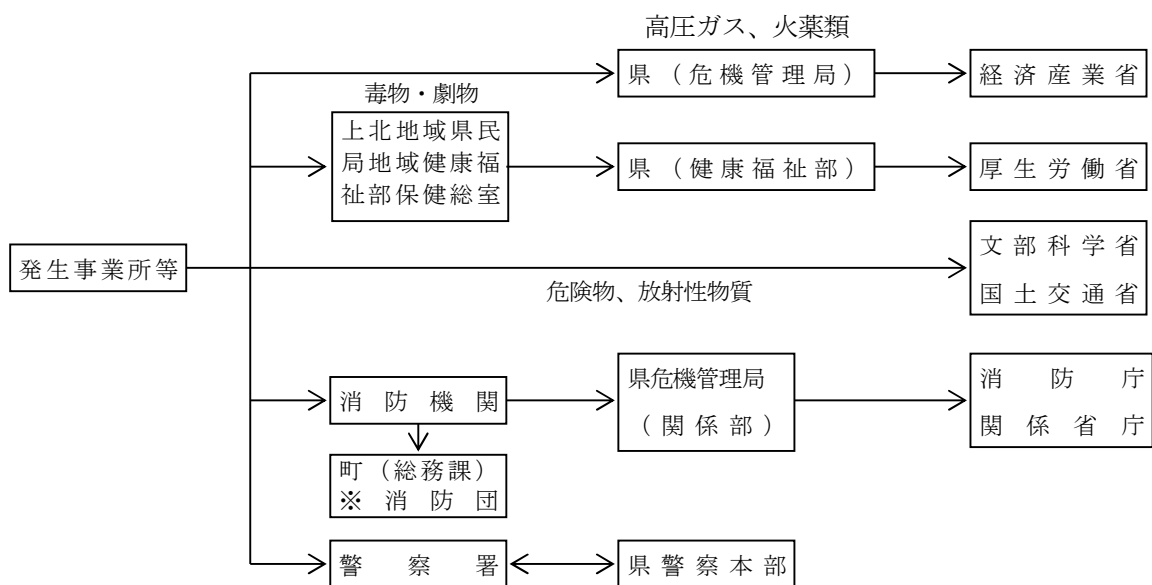 高圧ガス、火薬類
県（危機管理局）
経済産業省
毒物・劇物
上北地域県民
局地域健康福
祉部保健総室
県（健康福祉部）
厚生労働省
発生事業所等
文部科学省
国土交通省
危険物、放射性物質
消防機関
県危機管理局
（関係部）
消防庁
関係省庁
町（総務課）
※消防団
警察署
県警察本部